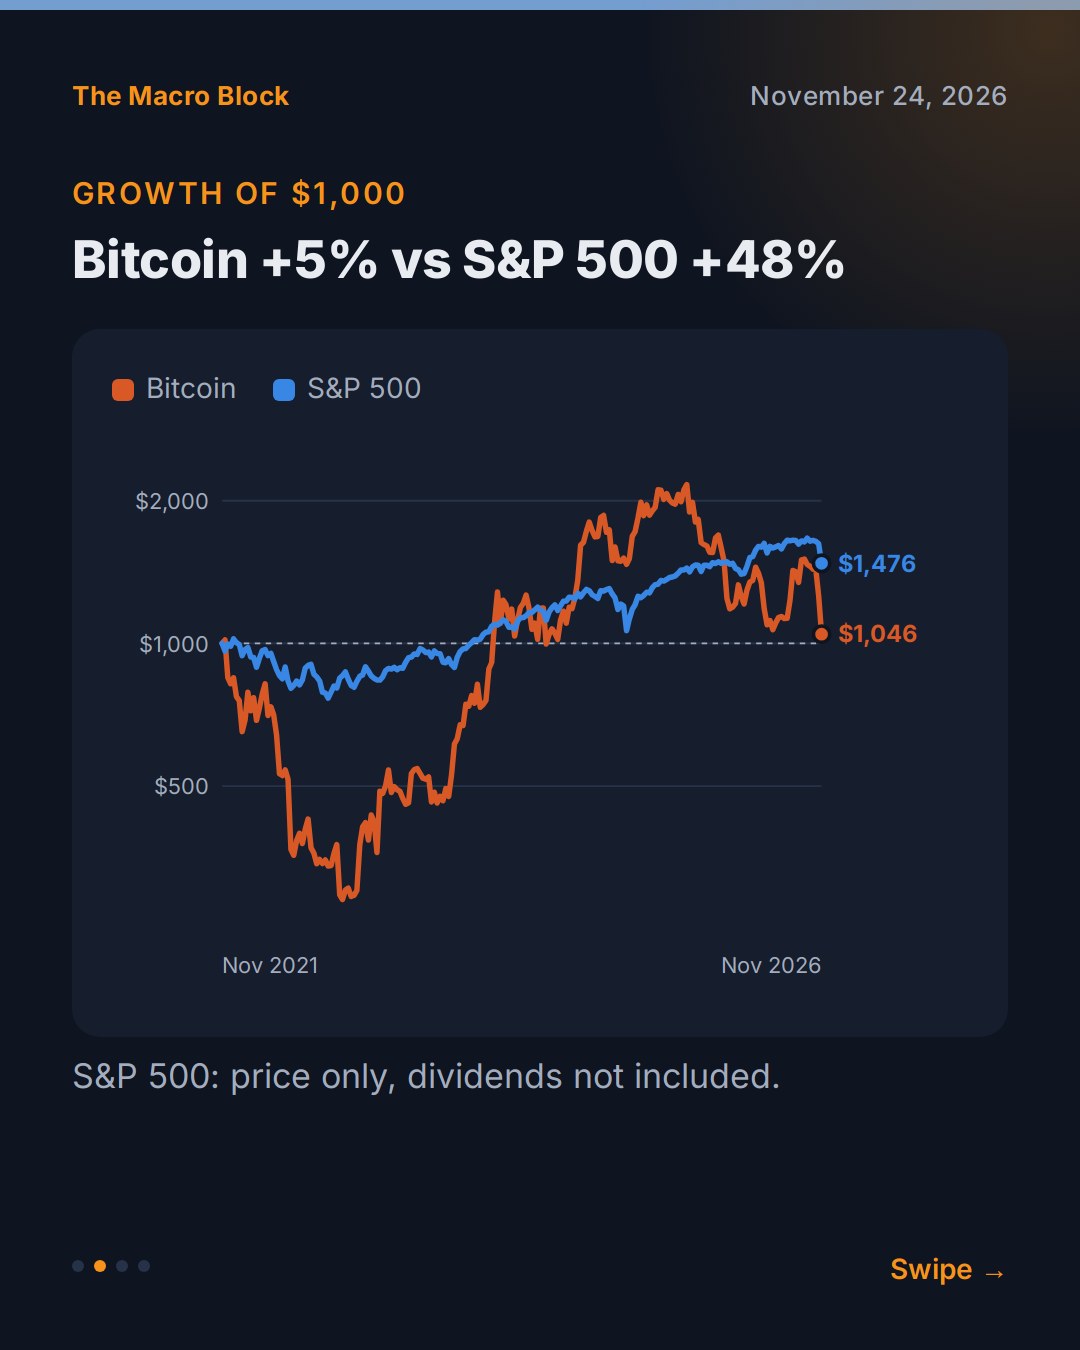 The Macro Block
November 24, 2026
GROWTH OF $1,000
Bitcoin +5% vs S&P 500 +48%
Bitcoin
S&P 500
$2,000
$1,476
$1,046
$1,000
$500
Nov 2021
Nov 2026
S&P 500: price only, dividends not included.
Swipe →